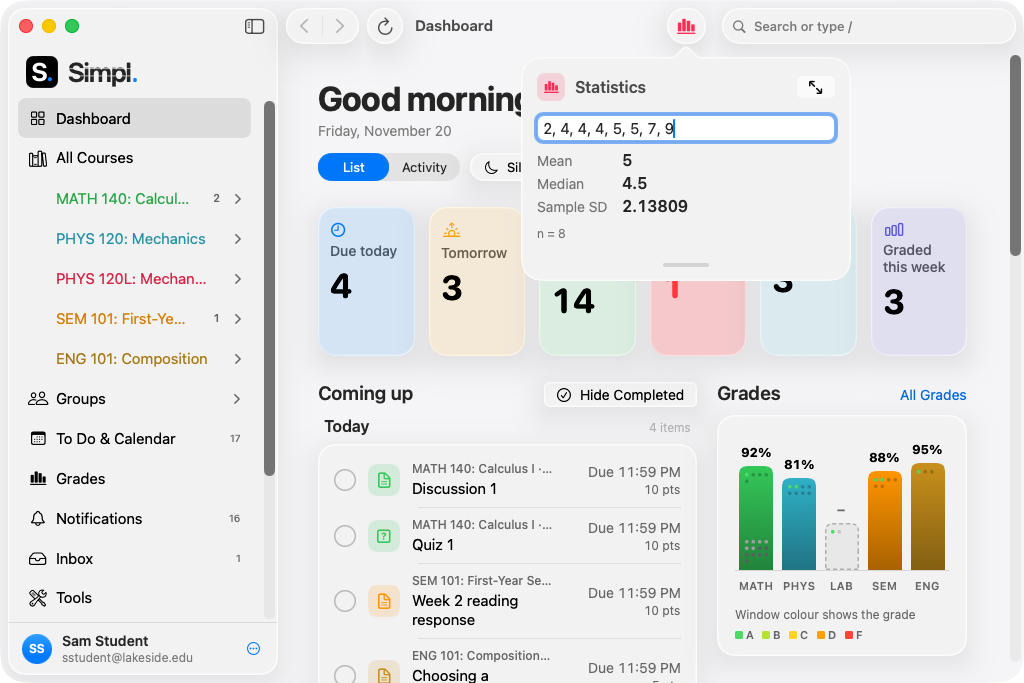 Simpl.
Dashboard
All Courses
MATH 140: Calcul... 2
PHYS 120: Mechanics
PHYS 120L: Mechan...
SEM 101: First-Ye... 1
ENG 101: Composition
Groups
To Do & Calendar 17
Grades
Notifications 16
Inbox 1
Tools
SS
Sam Student
sstudent@lakeside.edu
Dashboard
Search or type /
Good morning
Friday, November 20
List
Activity
Statistics
2, 4, 4, 4, 5, 5, 7, 9
Mean 5
Median 4.5
Sample SD 2.13809
n = 8
Due today
4
Tomorrow
3
14
Graded
this week
3
Coming up
Hide Completed
Today
4 items
MATH 140: Calculus I ·...
Discussion 1
Due 11:59 PM
10 pts
MATH 140: Calculus I ·...
Quiz 1
Due 11:59 PM
10 pts
SEM 101: First-Year Se...
Week 2 reading
response
Due 11:59 PM
10 pts
ENG 101: Composition...
Choosing a
Due 11:59 PM
Grades
All Grades
92% 81% – 88% 95%
MATH PHYS LAB SEM ENG
Window colour shows the grade
A B C D F